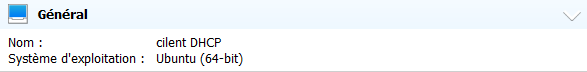 Général
Nom : cilent DHCP
Système d'exploitation : Ubuntu (64-bit)